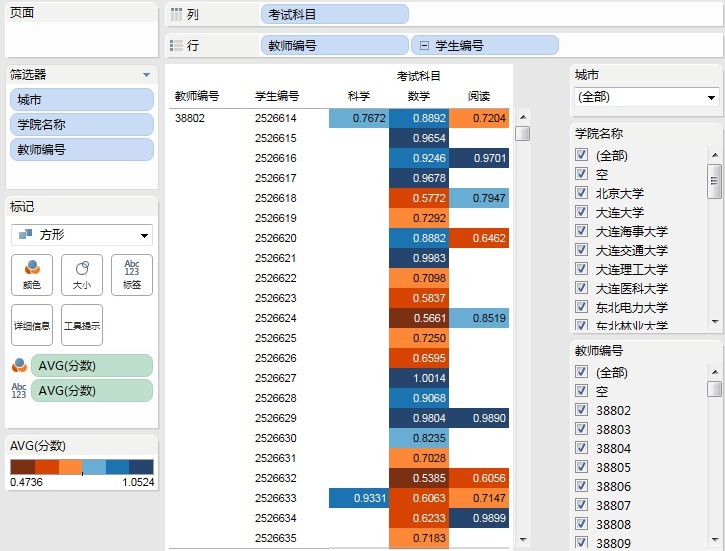 页面
列 考试科目
行 教师编号 学生编号
筛选器
城市
学院名称
教师编号
标记
方形
颜色 大小 Abc 123 标签
详细信息 工具提示
AVG(分数)
Abc 123 AVG(分数)
AVG(分数)
0.4736 1.0524
考试科目
教师编号 学生编号 科学 数学 阅读
38802 2526614 0.7672 0.8892 0.7204
2526615 0.9654
2526616 0.9246 0.9701
2526617 0.9678
2526618 0.5772 0.7947
2526619 0.7292
2526620 0.8882 0.6462
2526621 0.9983
2526622 0.7098
2526623 0.5837
2526624 0.5661 0.8519
2526625 0.7250
2526626 0.6595
2526627 1.0014
2526628 0.9068
2526629 0.9804 0.9890
2526630 0.8235
2526631 0.7028
2526632 0.5385 0.6056
2526633 0.9331 0.6063 0.7147
2526634 0.6233 0.9899
2526635 0.7183
城市
(全部)
学院名称
(全部)
空
北京大学
大连大学
大连海事大学
大连交通大学
大连理工大学
大连医科大学
东北电力大学
东北林业大学
教师编号
(全部)
空
38802
38803
38804
38805
38806
38807
38808
38809